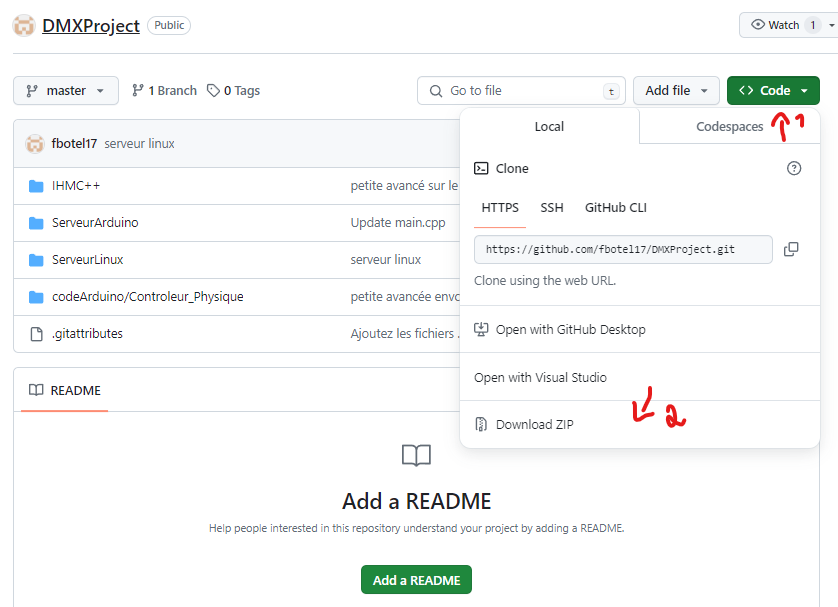 DMXProject Public Watch 1
master 1 Branch 0 Tags Go to file t Add file <> Code
1
fbotel17 serveur linux
IHMC++ petite avancé sur le
ServeurArduino Update main.cpp
ServeurLinux serveur linux
codeArduino/Controleur_Physique petite avancée envo
.gitattributes Ajoutez les fichiers .
Local Codespaces
Clone ?
HTTPS SSH GitHub CLI
https://github.com/fbotel17/DMXProject.git
Clone using the web URL.
Open with GitHub Desktop
Open with Visual Studio
Download ZIP
2
README
Add a README
Help people interested in this repository understand your project by adding a README.
Add a README